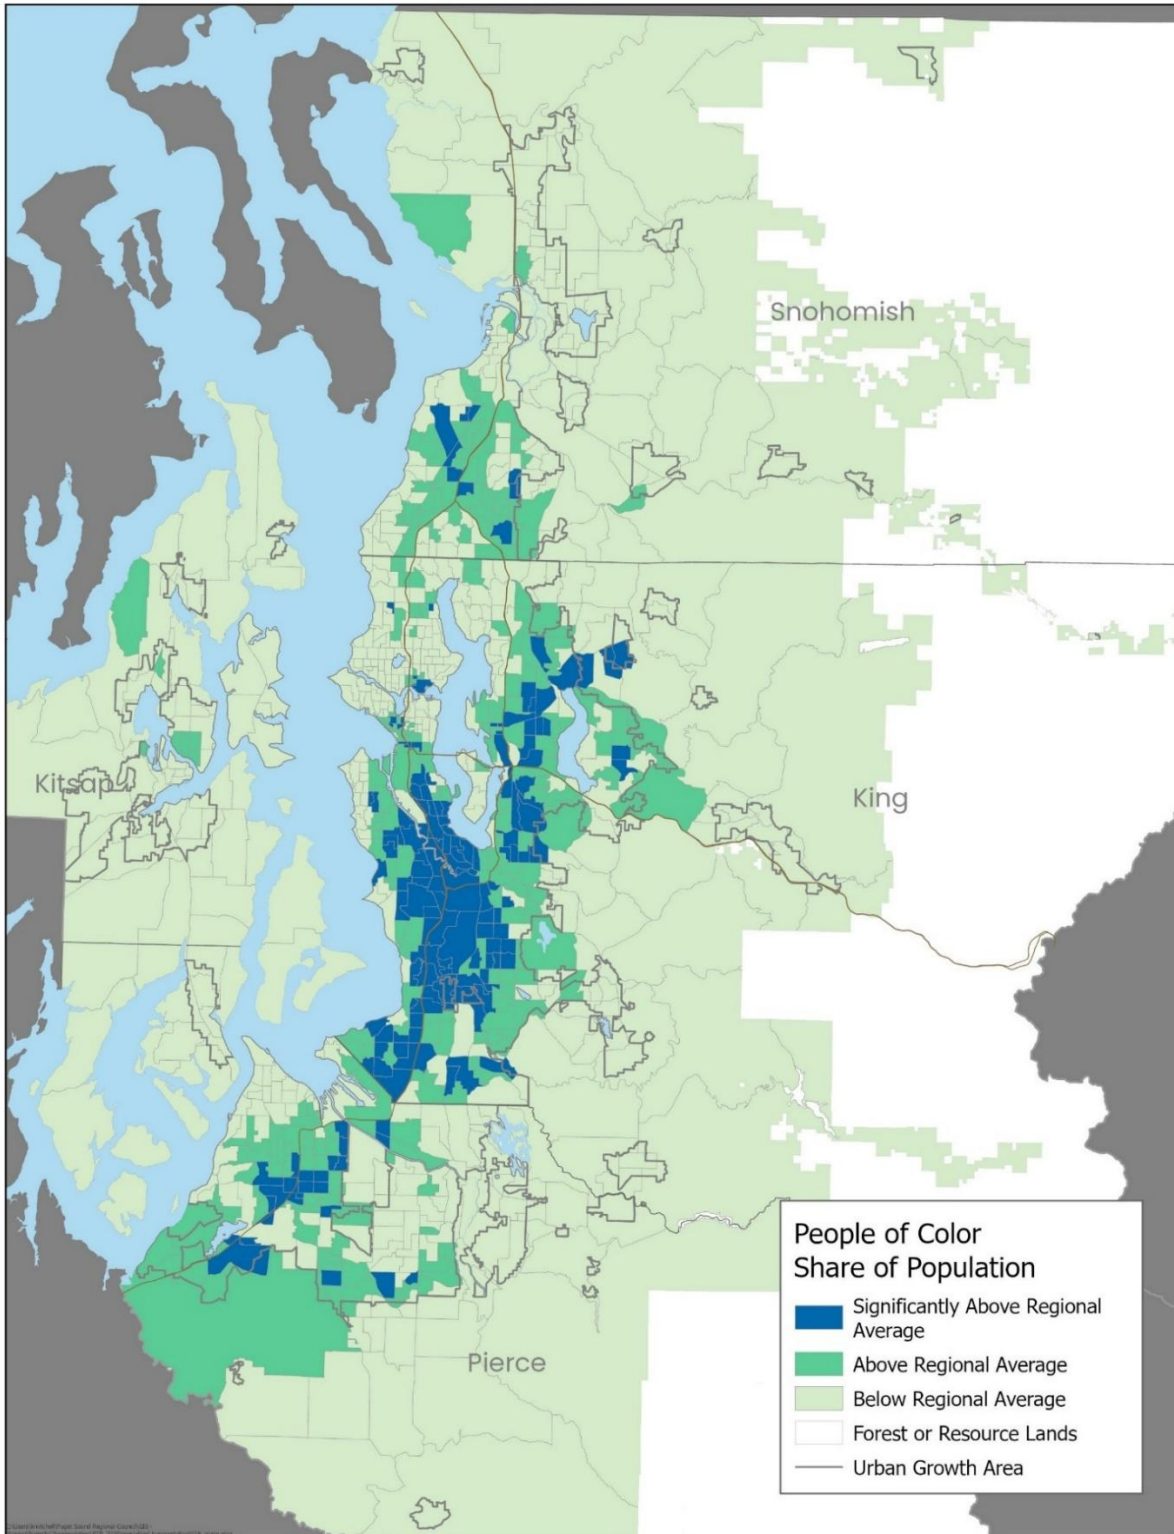 Snohomish
Kitsap
King
Pierce
People of Color
Share of Population
Significantly Above Regional
Average
Above Regional Average
Below Regional Average
Forest or Resource Lands
Urban Growth Area